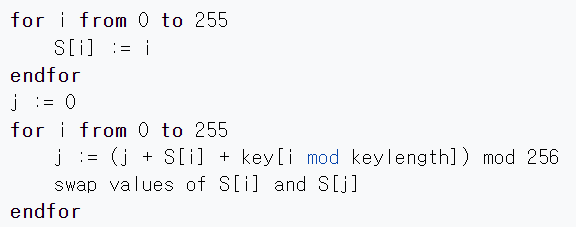 for i from 0 to 255
    S[i] := i
endfor
j := 0
for i from 0 to 255
    j := (j + S[i] + key[i mod keylength]) mod 256
    swap values of S[i] and S[j]
endfor